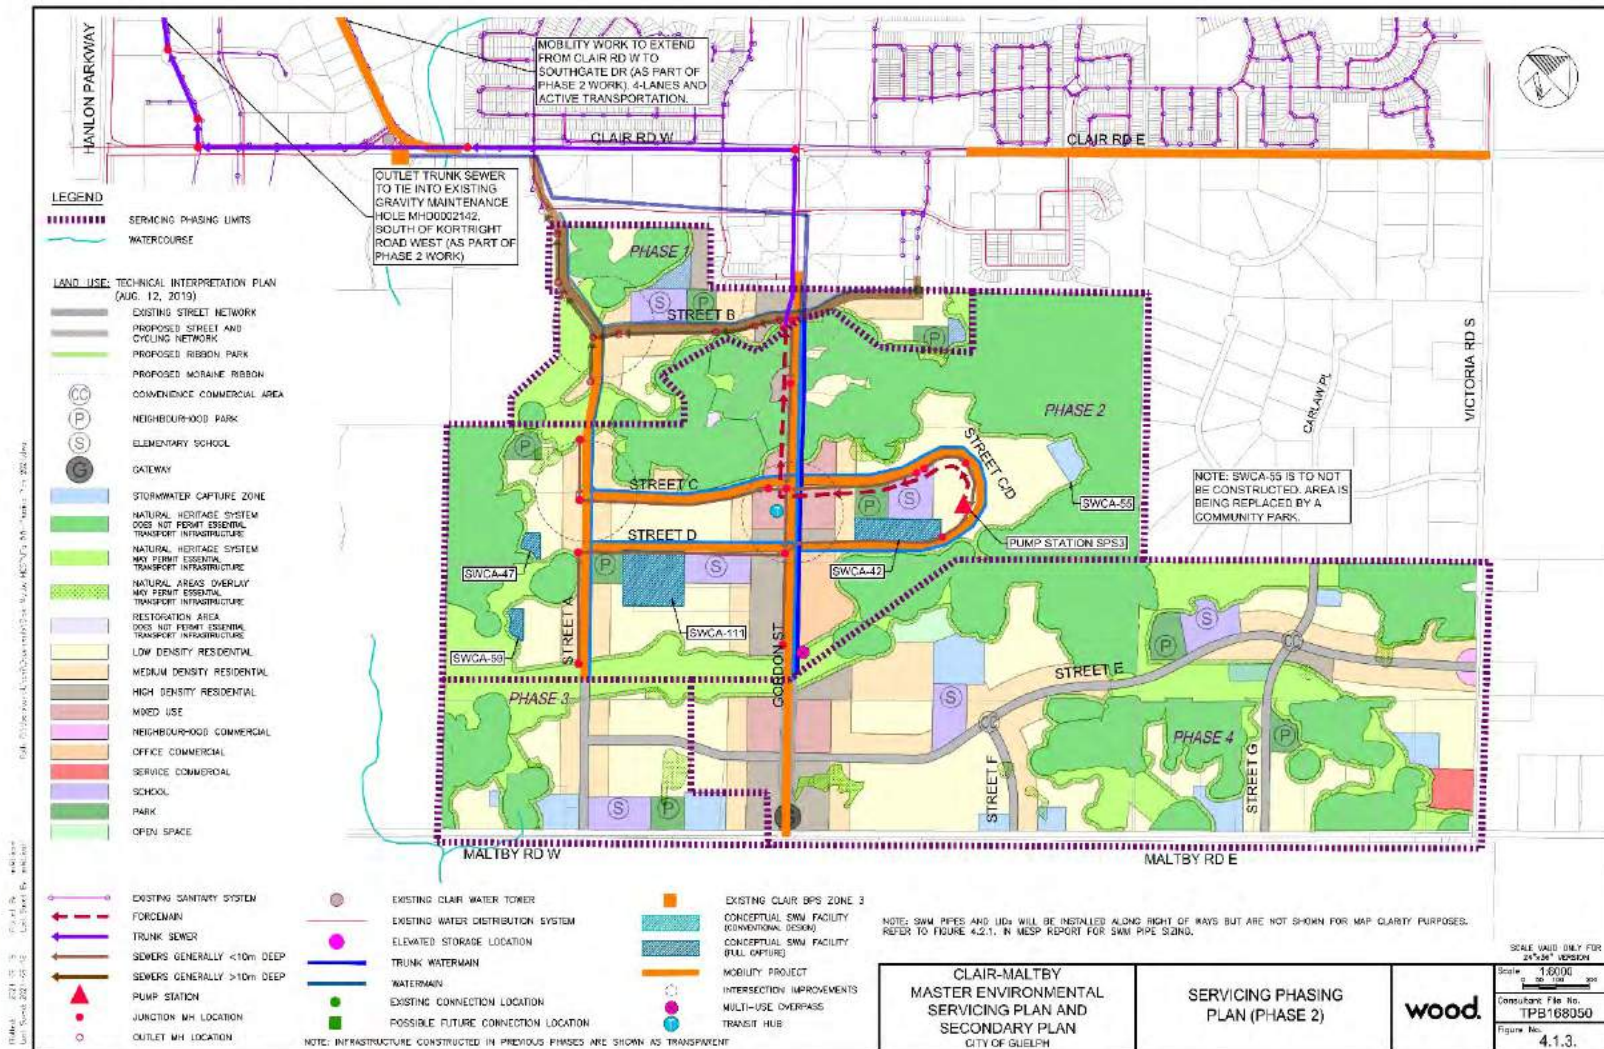 HANLON PARKWAY
MOBILITY WORK TO EXTEND
FROM CLAIR RD W TO
SOUTHGATE DR (AS PART OF
PHASE 2 WORK). 4-LANES AND
ACTIVE TRANSPORTATION.
CLAIR RD W
CLAIR RD E
OUTLET TRUNK SEWER
TO TIE INTO EXISTING
GRAVITY MAINTENANCE
HOLE MH0002142,
SOUTH OF KORTRIGHT
ROAD WEST (AS PART OF
PHASE 2 WORK)
LEGEND
SERVICING PHASING LIMITS
WATERCOURSE
LAND USE: TECHNICAL INTERPRETATION PLAN
(AUG. 12, 2019)
EXISTING STREET NETWORK
PROPOSED STREET AND
CYCLING NETWORK
PROPOSED RIBBON PARK
PROPOSED MORAINE RIBBON
CC CONVENIENCE COMMERCIAL AREA
P NEIGHBOURHOOD PARK
S ELEMENTARY SCHOOL
G GATEWAY
STORMWATER CAPTURE ZONE
NATURAL HERITAGE SYSTEM
DOES NOT PERMIT ESSENTIAL
TRANSPORT INFRASTRUCTURE
NATURAL HERITAGE SYSTEM
MAY PERMIT ESSENTIAL
TRANSPORT INFRASTRUCTURE
NATURAL AREAS OVERLAY
MAY PERMIT ESSENTIAL
TRANSPORT INFRASTRUCTURE
RESTORATION AREA
DOES NOT PERMIT ESSENTIAL
TRANSPORT INFRASTRUCTURE
LOW DENSITY RESIDENTIAL
MEDIUM DENSITY RESIDENTIAL
HIGH DENSITY RESIDENTIAL
MIXED USE
NEIGHBOURHOOD COMMERCIAL
OFFICE COMMERCIAL
SERVICE COMMERCIAL
SCHOOL
PARK
OPEN SPACE
PHASE 1
S
P
STREET B
P
PHASE 2
VICTORIA RD S
CARLAW PL
P
STREET C
STREET C/D
S
P
T
NOTE: SWCA-55 IS TO NOT
BE CONSTRUCTED. AREA IS
BEING REPLACED BY A
COMMUNITY PARK.
SWCA-55
STREET D
PUMP STATION SPS3
SWCA-47
SWCA-42
P
S
SWCA-111
SWCA-59
STREET A
GORDON ST
P
S
CC
STREET E
S
CC
PHASE 3
PHASE 4
P
STREET F
STREET G
S
P
G
MALTBY RD W
MALTBY RD E
EXISTING SANITARY SYSTEM
FORCEMAIN
TRUNK SEWER
SEWERS GENERALLY <10m DEEP
SEWERS GENERALLY >10m DEEP
PUMP STATION
JUNCTION MH LOCATION
OUTLET MH LOCATION
EXISTING CLAIR WATER TOWER
EXISTING WATER DISTRIBUTION SYSTEM
ELEVATED STORAGE LOCATION
TRUNK WATERMAIN
WATERMAIN
EXISTING CONNECTION LOCATION
POSSIBLE FUTURE CONNECTION LOCATION
NOTE: INFRASTRUCTURE CONSTRUCTED IN PREVIOUS PHASES ARE SHOWN AS TRANSPARENT
EXISTING CLAIR BPS ZONE 3
CONCEPTUAL SWM FACILITY
(CONVENTIONAL DESIGN)
CONCEPTUAL SWM FACILITY
(FULL CAPTURE)
MOBILITY PROJECT
INTERSECTION IMPROVEMENTS
MULTI-USE OVERPASS
T TRANSIT HUB
NOTE: SWM PIPES AND LIDs WILL BE INSTALLED ALONG RIGHT OF WAYS BUT ARE NOT SHOWN FOR MAP CLARITY PURPOSES.
REFER TO FIGURE 4.2.1. IN MESP REPORT FOR SWM PIPE SIZING.
CLAIR-MALTBY
MASTER ENVIRONMENTAL
SERVICING PLAN AND
SECONDARY PLAN
CITY OF GUELPH
SERVICING PHASING
PLAN (PHASE 2)
wood.
SCALE VALID ONLY FOR
24"x36" VERSION
Scale 1:6000
Consultant File No.
TPB168050
Figure No.
4.1.3.